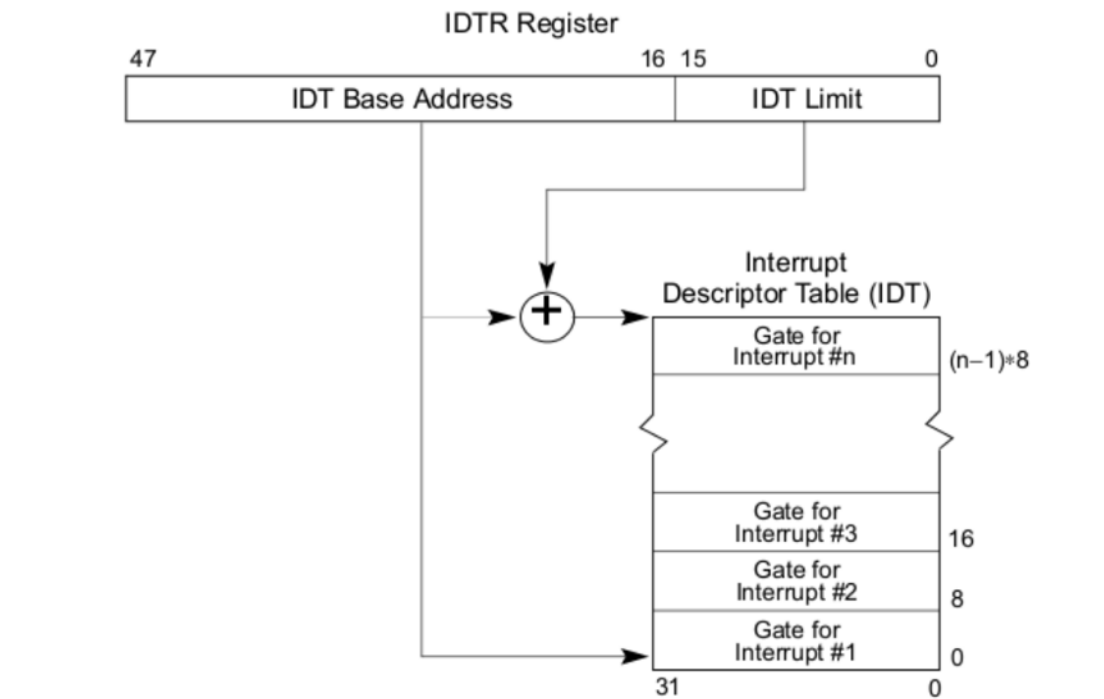 IDTR Register
47 16 15 0
IDT Base Address IDT Limit
Interrupt
Descriptor Table (IDT)
+
Gate for
Interrupt #n
(n–1)*8
Gate for
Interrupt #3
16
Gate for
Interrupt #2
8
Gate for
Interrupt #1
0
31 0